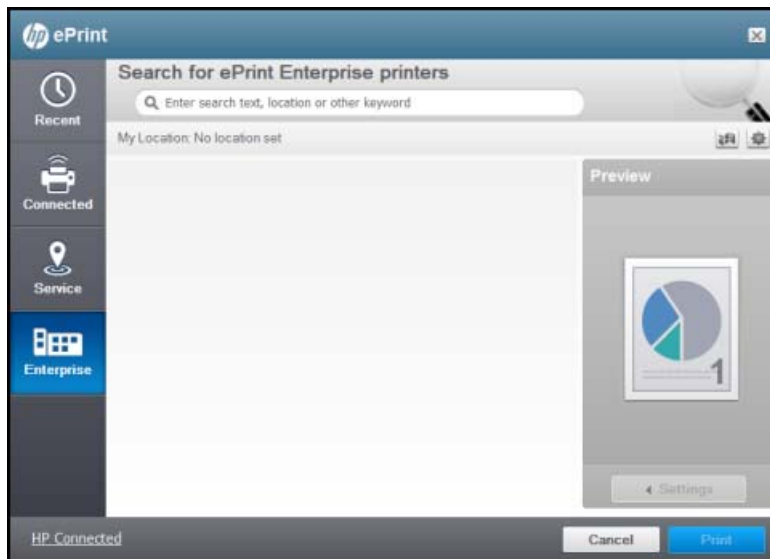 hp ePrint
Recent
Connected
Service
Enterprise
Search for ePrint Enterprise printers
Enter search text, location or other keyword
My Location: No location set
Preview
1
Settings
HP Connected
Cancel
Print